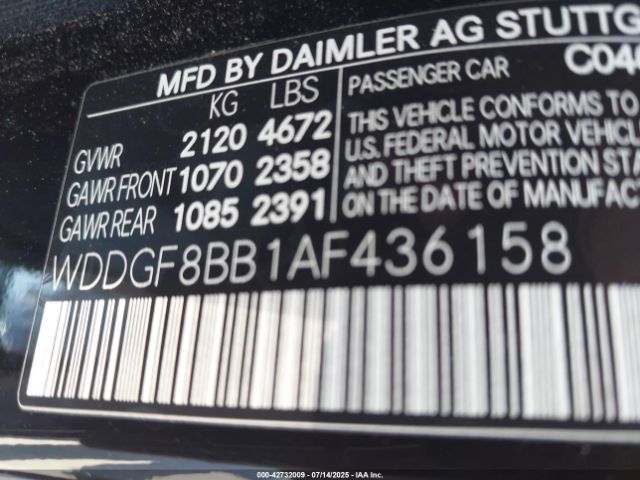 MFD BY DAIMLER AG STUTTG
KG LBS
GVWR 2120 4672
GAWR FRONT 1070 2358
GAWR REAR 1085 2391
PASSENGER CAR
THIS VEHICLE CONFORMS TO
U.S. FEDERAL MOTOR VEHICL
AND THEFT PREVENTION STA
ON THE DATE OF MANUFAC
WDDGF8BB1AF436158
000-42732009 - 07/14/2025 - IAA Inc.